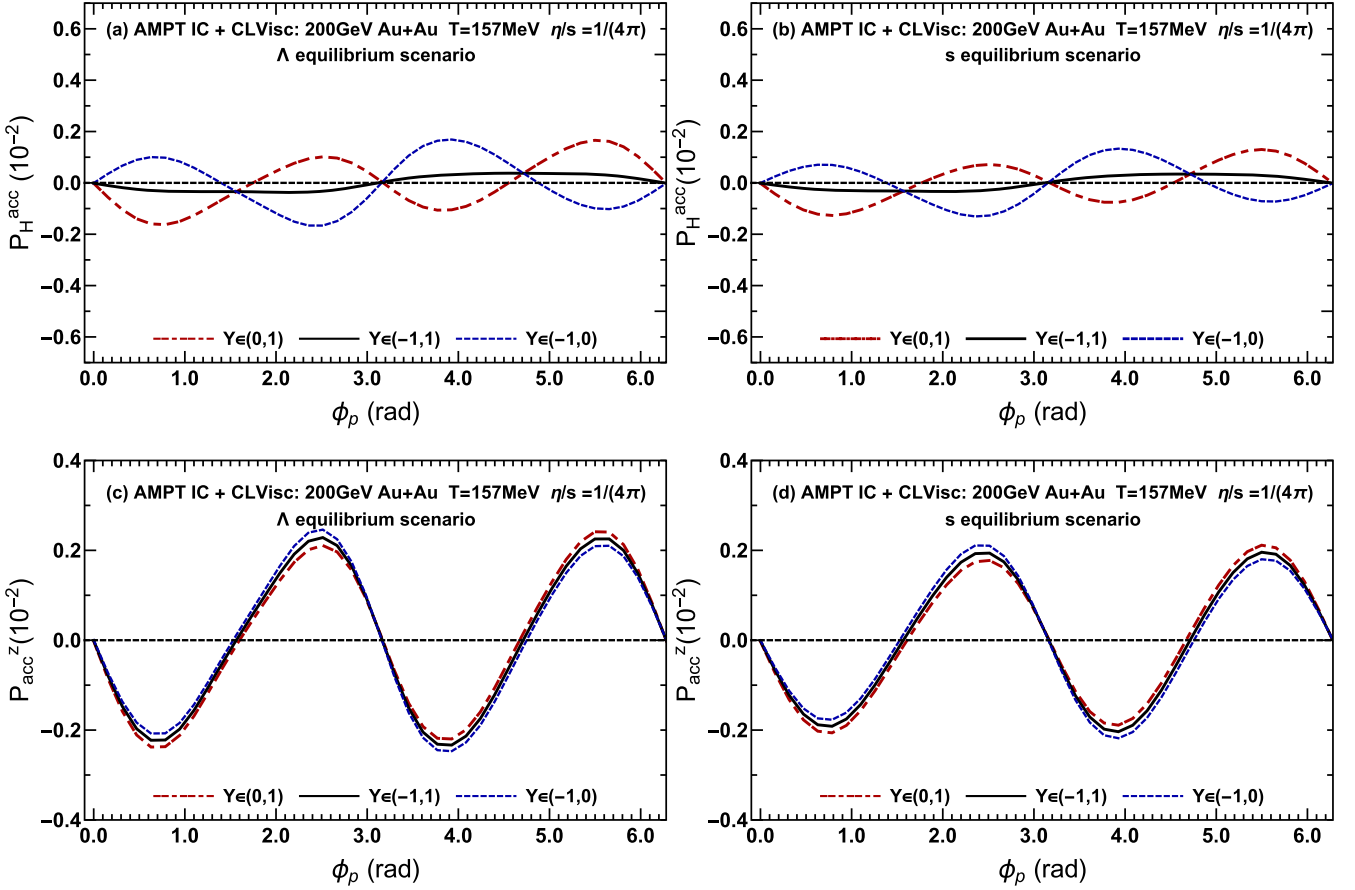 (a) AMPT IC + CLVisc: 200GeV Au+Au T=157MeV η/s =1/(4π)
Λ equilibrium scenario
P_H^acc (10^−2)
0.6
0.4
0.2
0.0
−0.2
−0.4
−0.6
Y∈(0,1) Y∈(−1,1) Y∈(−1,0)
0.0 1.0 2.0 3.0 4.0 5.0 6.0
ϕ_p (rad)
(b) AMPT IC + CLVisc: 200GeV Au+Au T=157MeV η/s =1/(4π)
s equilibrium scenario
P_H^acc (10^−2)
0.6
0.4
0.2
0.0
−0.2
−0.4
−0.6
Y∈(0,1) Y∈(−1,1) Y∈(−1,0)
0.0 1.0 2.0 3.0 4.0 5.0 6.0
ϕ_p (rad)
(c) AMPT IC + CLVisc: 200GeV Au+Au T=157MeV η/s =1/(4π)
Λ equilibrium scenario
P_acc^z (10^−2)
0.4
0.2
0.0
−0.2
−0.4
Y∈(0,1) Y∈(−1,1) Y∈(−1,0)
0.0 1.0 2.0 3.0 4.0 5.0 6.0
ϕ_p (rad)
(d) AMPT IC + CLVisc: 200GeV Au+Au T=157MeV η/s =1/(4π)
s equilibrium scenario
P_acc^z (10^−2)
0.4
0.2
0.0
−0.2
−0.4
Y∈(0,1) Y∈(−1,1) Y∈(−1,0)
0.0 1.0 2.0 3.0 4.0 5.0 6.0
ϕ_p (rad)